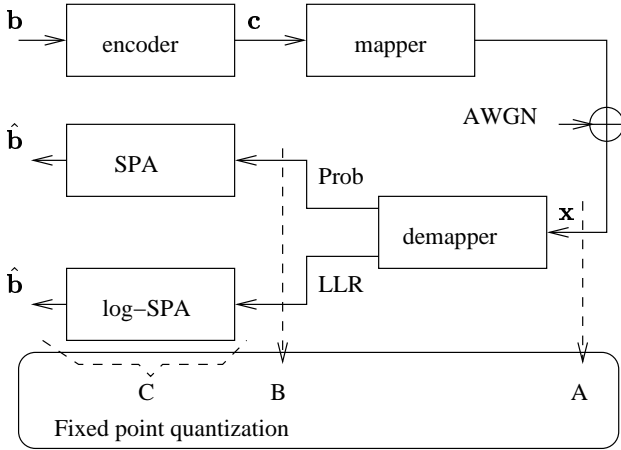 b
encoder
c
mapper
AWGN
b̂
SPA
Prob
x
demapper
b̂
log−SPA
LLR
C
B
A
Fixed point quantization